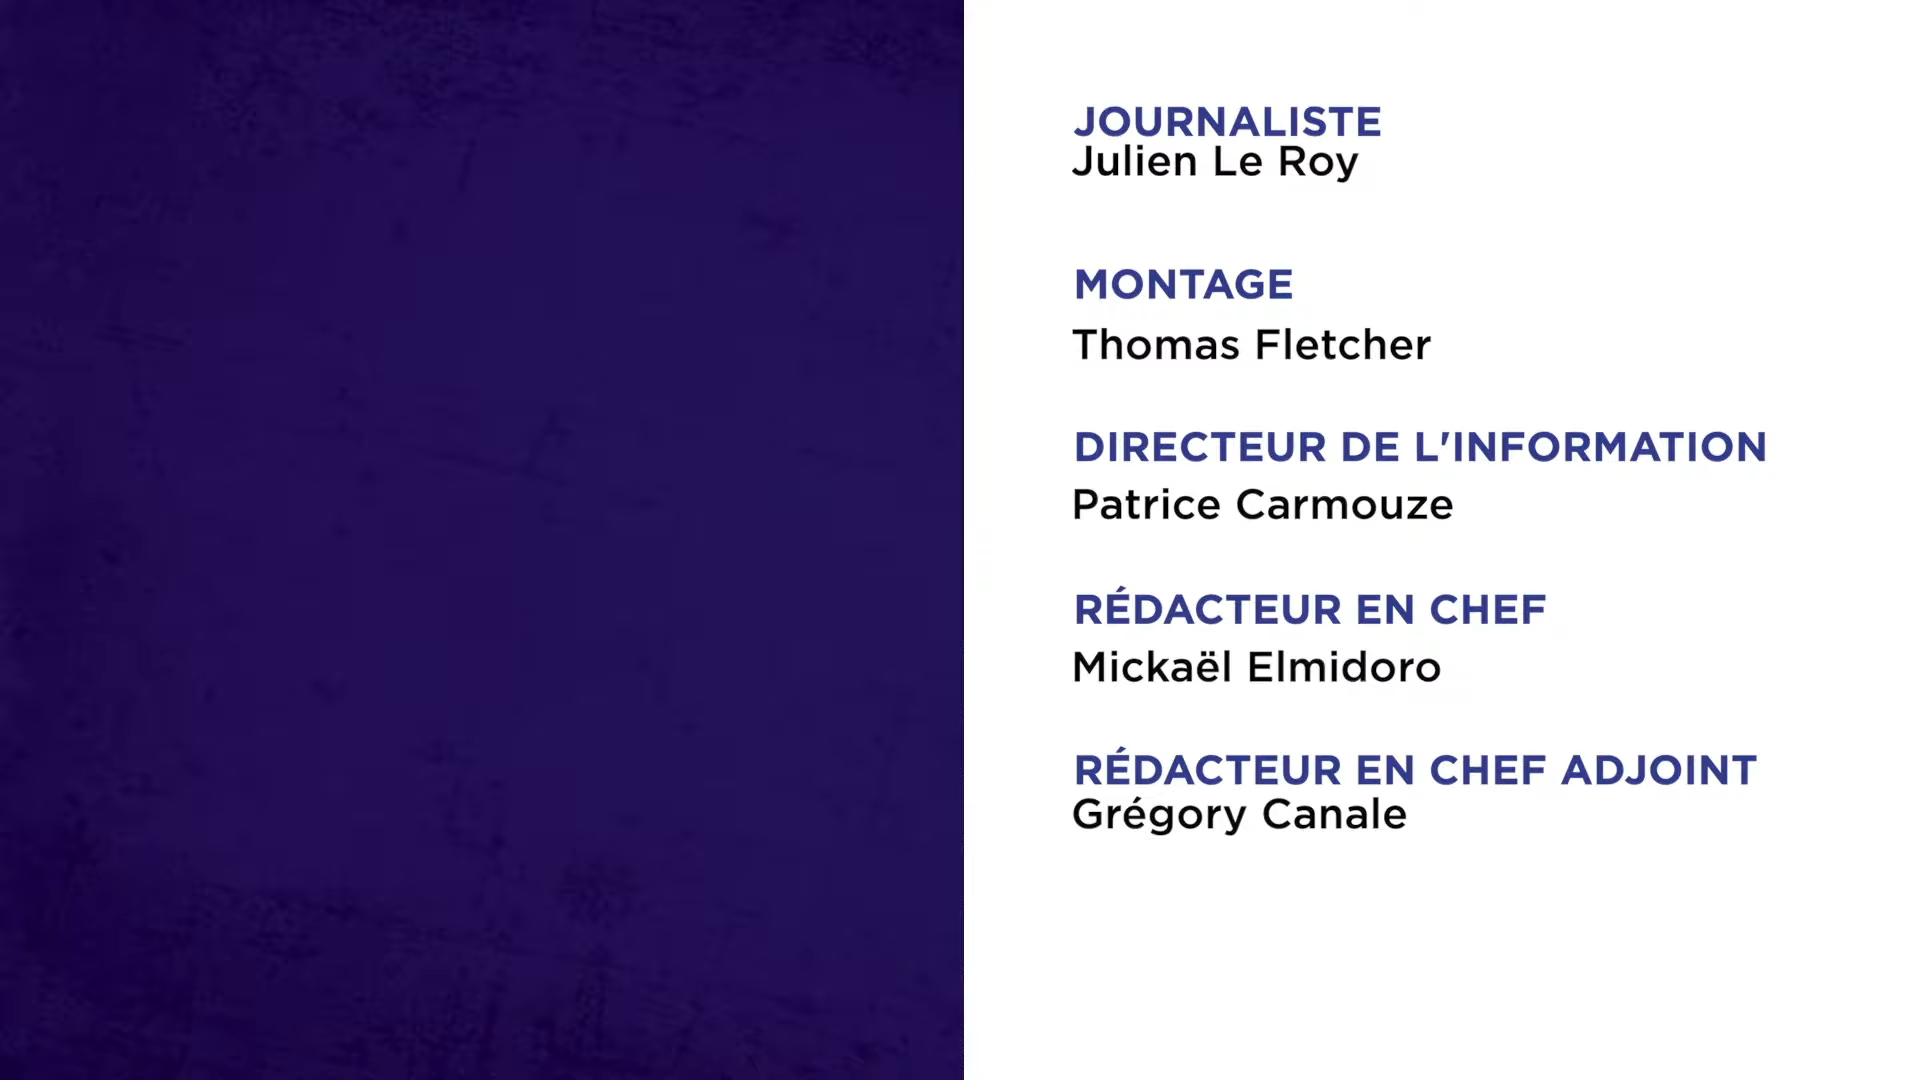 JOURNALISTE
Julien Le Roy
MONTAGE
Thomas Fletcher
DIRECTEUR DE L'INFORMATION
Patrice Carmouze
RÉDACTEUR EN CHEF
Mickaël Elmidoro
RÉDACTEUR EN CHEF ADJOINT
Grégory Canale